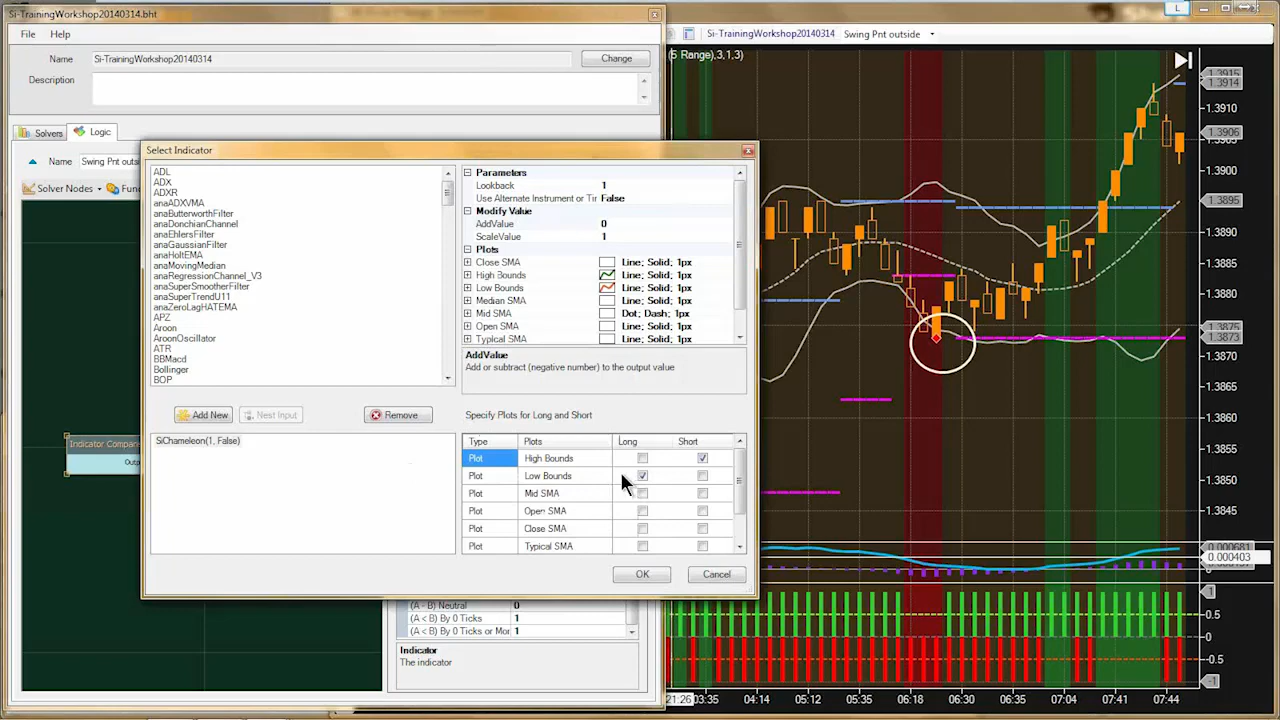 Si-TrainingWorkshop20140314.bht
File Help
Name Si-TrainingWorkshop20140314 Change
Description
Solvers Logic
Name Swing Pnt outs
Solver Nodes
Indicator Compari
Select Indicator
ADL
ADX
ADXR
anaADXVMA
anaButterworthFilter
anaDonchianChannel
anaEhlersFilter
anaGaussianFilter
anaHoltEMA
anaMovingMedian
anaRegressionChannel_V3
anaSuperSmootherFilter
anaSuperTrendU11
anaZeroLagHATEMA
APZ
Aroon
AroonOscillator
ATR
BBMacd
Bollinger
BOP
Add New Nest Input Remove
SiChameleon(1, False)
Parameters
Lookback 1
Use Alternate Instrument or Tir False
Modify Value
AddValue 0
ScaleValue 1
Plots
Close SMA Line; Solid; 1px
High Bounds Line; Solid; 1px
Low Bounds Line; Solid; 1px
Median SMA Line; Solid; 1px
Mid SMA Dot; Dash; 1px
Open SMA Line; Solid; 1px
Typical SMA Line; Solid; 1px
AddValue
Add or subtract (negative number) to the output value
Specify Plots for Long and Short
Type Plots Long Short
Plot High Bounds
Plot Low Bounds
Plot Mid SMA
Plot Open SMA
Plot Close SMA
Plot Typical SMA
OK Cancel
(A - B) Neutral 0
(A < B) By 0 Ticks 1
(A < B) By 0 Ticks or Mor 1
Indicator
The indicator
L
Si-TrainingWorkshop20140314 Swing Pnt outside
(5 Range),3,1,3)
1.3915
1.3914
1.3910
1.3906
1.3900
1.3895
1.3890
1.3885
1.3880
1.3875
1.3873
1.3870
1.3865
1.3860
1.3855
1.3850
1.3845
0.000681
0.000403
1
0.5
0
-0.5
-1
21:26 03:35 04:14 05:12 06:18 06:30 06:35 07:04 07:41 07:44